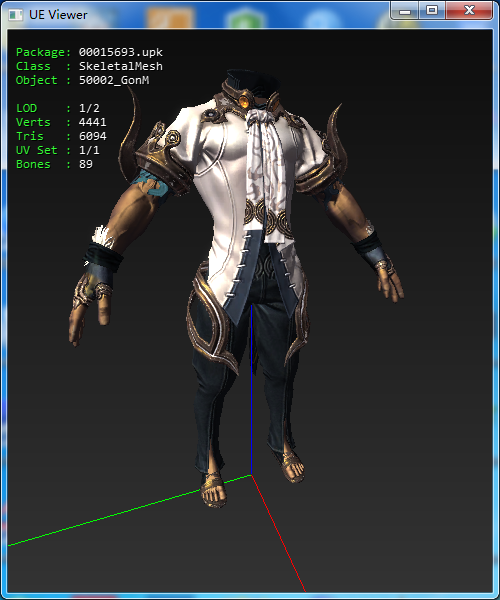 UE Viewer
Package: 00015693.upk
Class : SkeletalMesh
Object : 50002_GonM
LOD : 1/2
Verts : 4441
Tris : 6094
UV Set : 1/1
Bones : 89